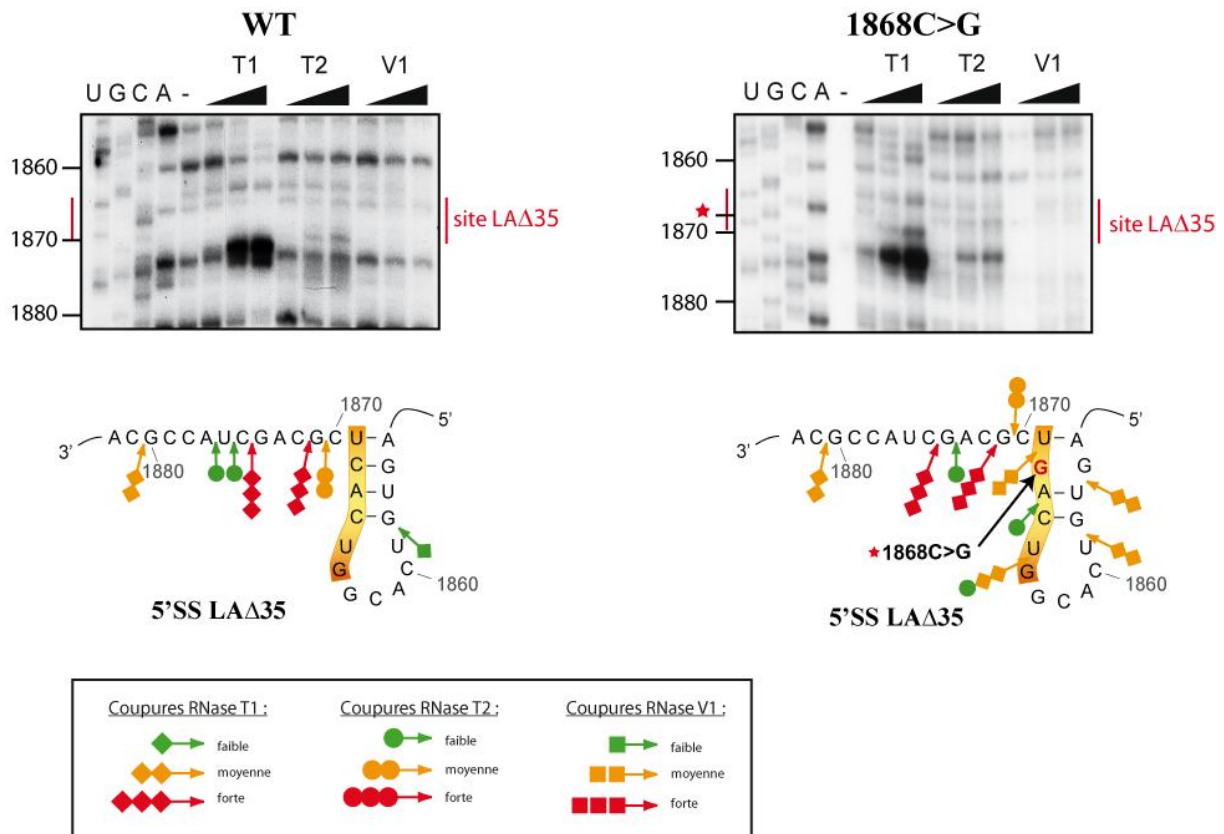 WT
1868C>G
T1 T2 V1
U G C A -
1860
1870
1880
site LAΔ35
T1 T2 V1
U G C A -
1860
★
1870
1880
site LAΔ35
1870
5'
3'
ACGCCAUCGACGC
1880
U-A
C G
A-U
C-G
U U
G C
G C A
1860
5'SS LAΔ35
1870
5'
3'
ACGCCAUCGACGC
1880
U-A
G G
A-U
C-G
U U
G C
G C A
1860
★1868C>G
5'SS LAΔ35
Coupures RNase T1 :
faible
moyenne
forte
Coupures RNase T2 :
faible
moyenne
forte
Coupures RNase V1 :
faible
moyenne
forte